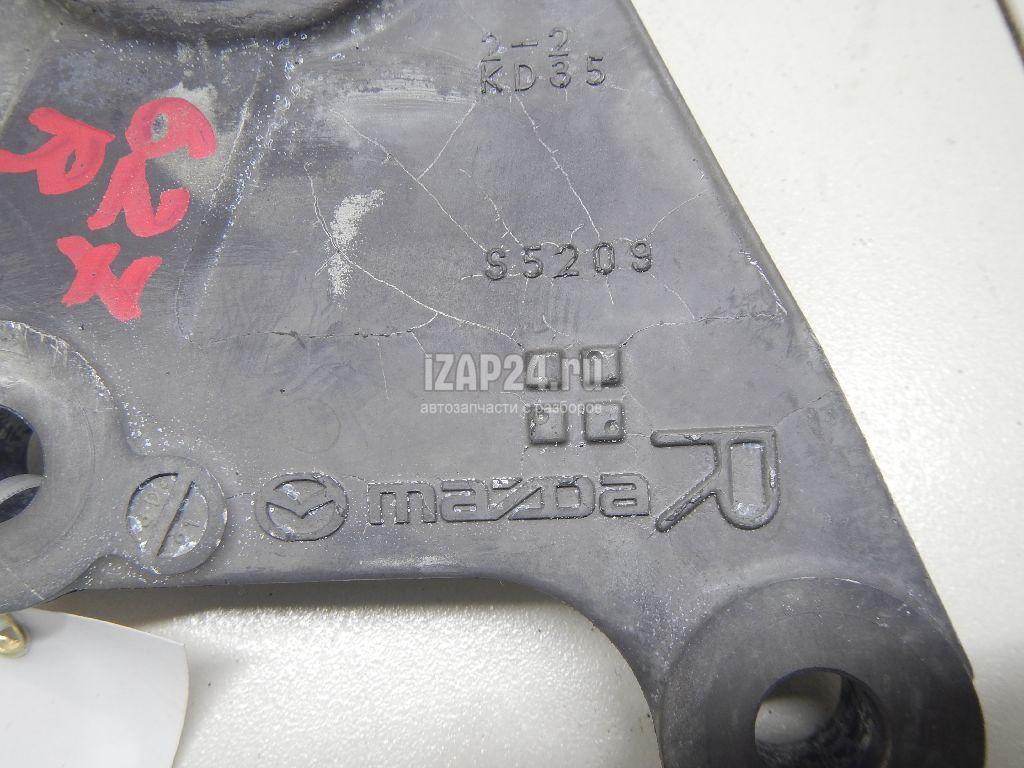 2-2
KD35
S5209
iZAP24.ru
автозапчасти с разборов
mazda R